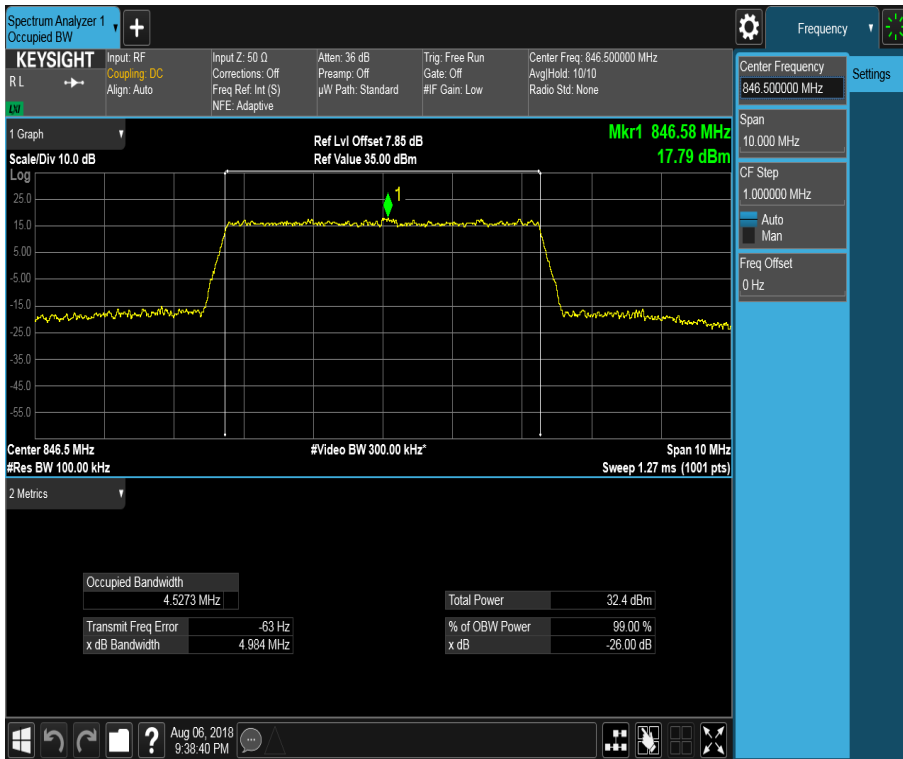 Spectrum Analyzer 1
Occupied BW
+
Frequency
KEYSIGHT
R L
LXI
Input: RF
Coupling: DC
Align: Auto
Input Z: 50 Ω
Corrections: Off
Freq Ref: Int (S)
NFE: Adaptive
Atten: 36 dB
Preamp: Off
µW Path: Standard
Trig: Free Run
Gate: Off
#IF Gain: Low
Center Freq: 846.500000 MHz
Avg|Hold: 10/10
Radio Std: None
Center Frequency
846.500000 MHz
Settings
Span
10.000 MHz
CF Step
1.000000 MHz
Auto
Man
Freq Offset
0 Hz
1 Graph
Scale/Div 10.0 dB
Ref Lvl Offset 7.85 dB
Ref Value 35.00 dBm
Mkr1 846.58 MHz
17.79 dBm
Log
25.0
15.0
5.00
-5.00
-15.0
-25.0
-35.0
-45.0
-55.0
1
Center 846.5 MHz
#Video BW 300.00 kHz*
Span 10 MHz
#Res BW 100.00 kHz
Sweep 1.27 ms (1001 pts)
2 Metrics
Occupied Bandwidth
4.5273 MHz
Total Power 32.4 dBm
Transmit Freq Error -63 Hz
% of OBW Power 99.00 %
x dB Bandwidth 4.984 MHz
x dB -26.00 dB
?
Aug 06, 2018
9:38:40 PM